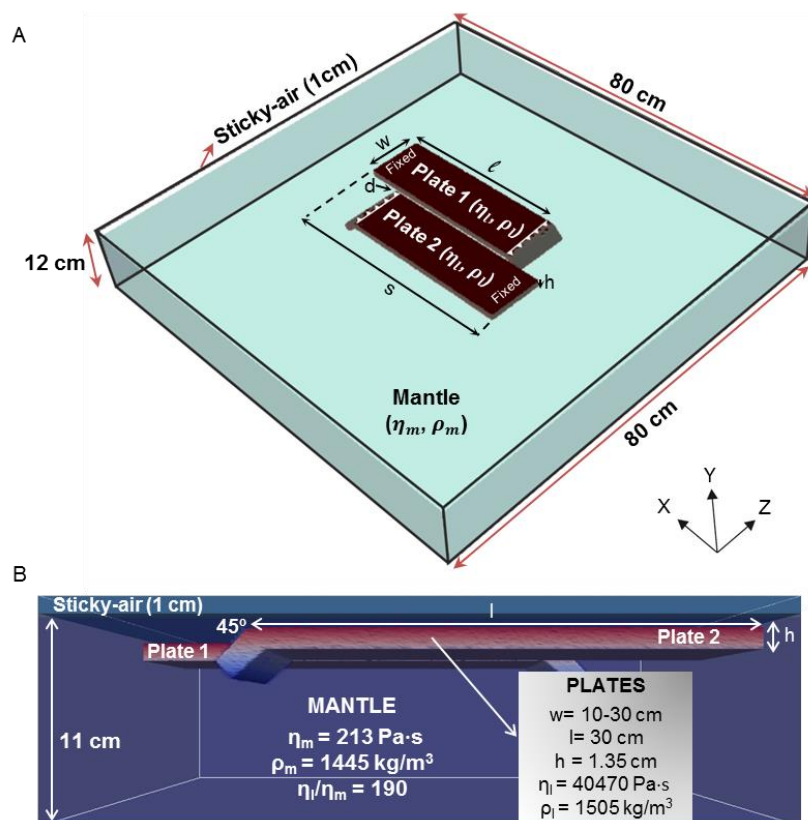 A
Sticky-air (1cm)
80 cm
w
ℓ
Fixed
d
Plate 1 (ηl, ρl)
Plate 2 (ηl, ρl)
12 cm
s
Fixed
h
Mantle
(ηm, ρm)
80 cm
Y
X
Z
B
Sticky-air (1 cm)
45º
l
Plate 1
Plate 2
h
MANTLE
ηm = 213 Pa·s
ρm = 1445 kg/m³
ηl/ηm = 190
11 cm
PLATES
w= 10-30 cm
l= 30 cm
h = 1.35 cm
ηl = 40470 Pa·s
ρl = 1505 kg/m³